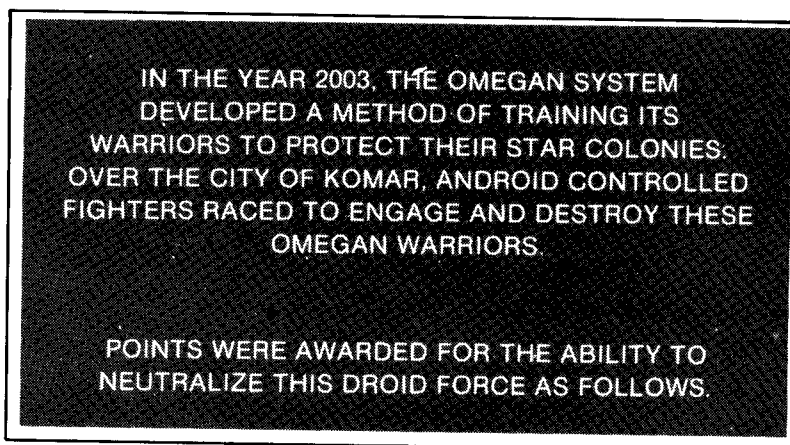 IN THE YEAR 2003, THE OMEGAN SYSTEM
DEVELOPED A METHOD OF TRAINING ITS
WARRIORS TO PROTECT THEIR STAR COLONIES.
OVER THE CITY OF KOMAR, ANDROID CONTROLLED
FIGHTERS RACED TO ENGAGE AND DESTROY THESE
OMEGAN WARRIORS.
POINTS WERE AWARDED FOR THE ABILITY TO
NEUTRALIZE THIS DROID FORCE AS FOLLOWS.